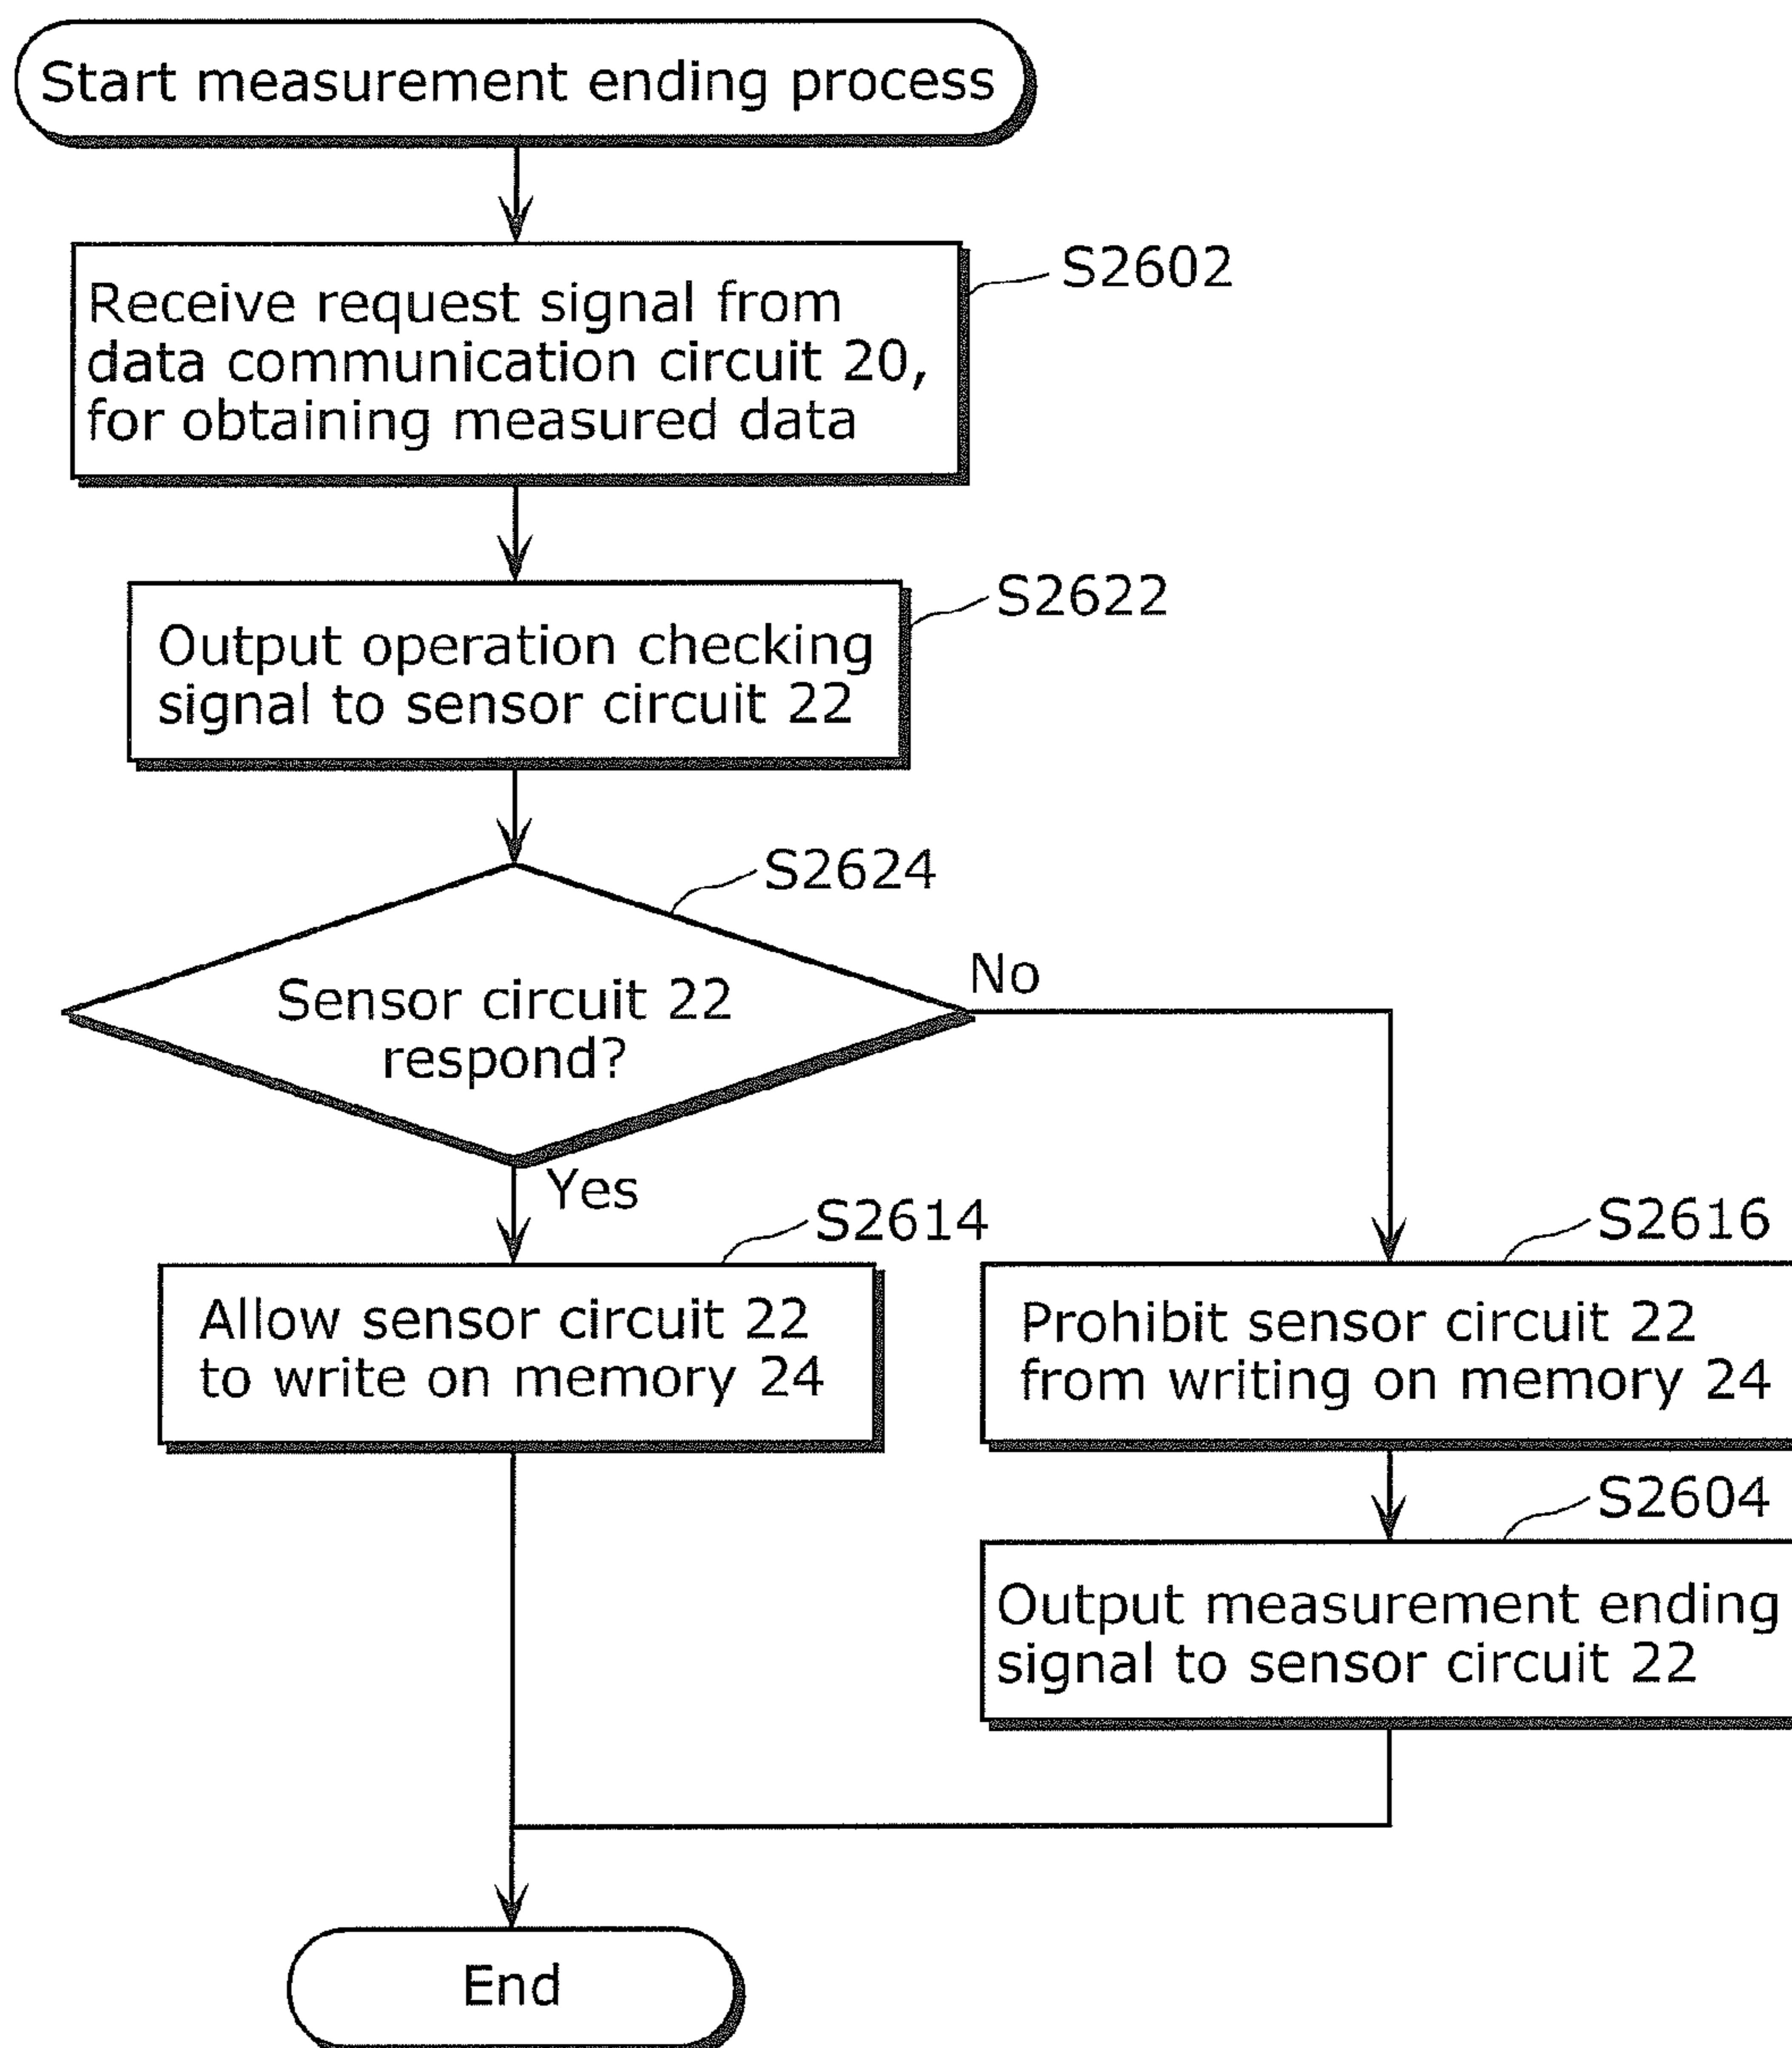 Start measurement ending process
S2602
Receive request signal from
data communication circuit 20,
for obtaining measured data
S2622
Output operation checking
signal to sensor circuit 22
S2624
Sensor circuit 22
respond?
No
Yes
S2614
Allow sensor circuit 22
to write on memory 24
S2616
Prohibit sensor circuit 22
from writing on memory 24
S2604
Output measurement ending
signal to sensor circuit 22
End